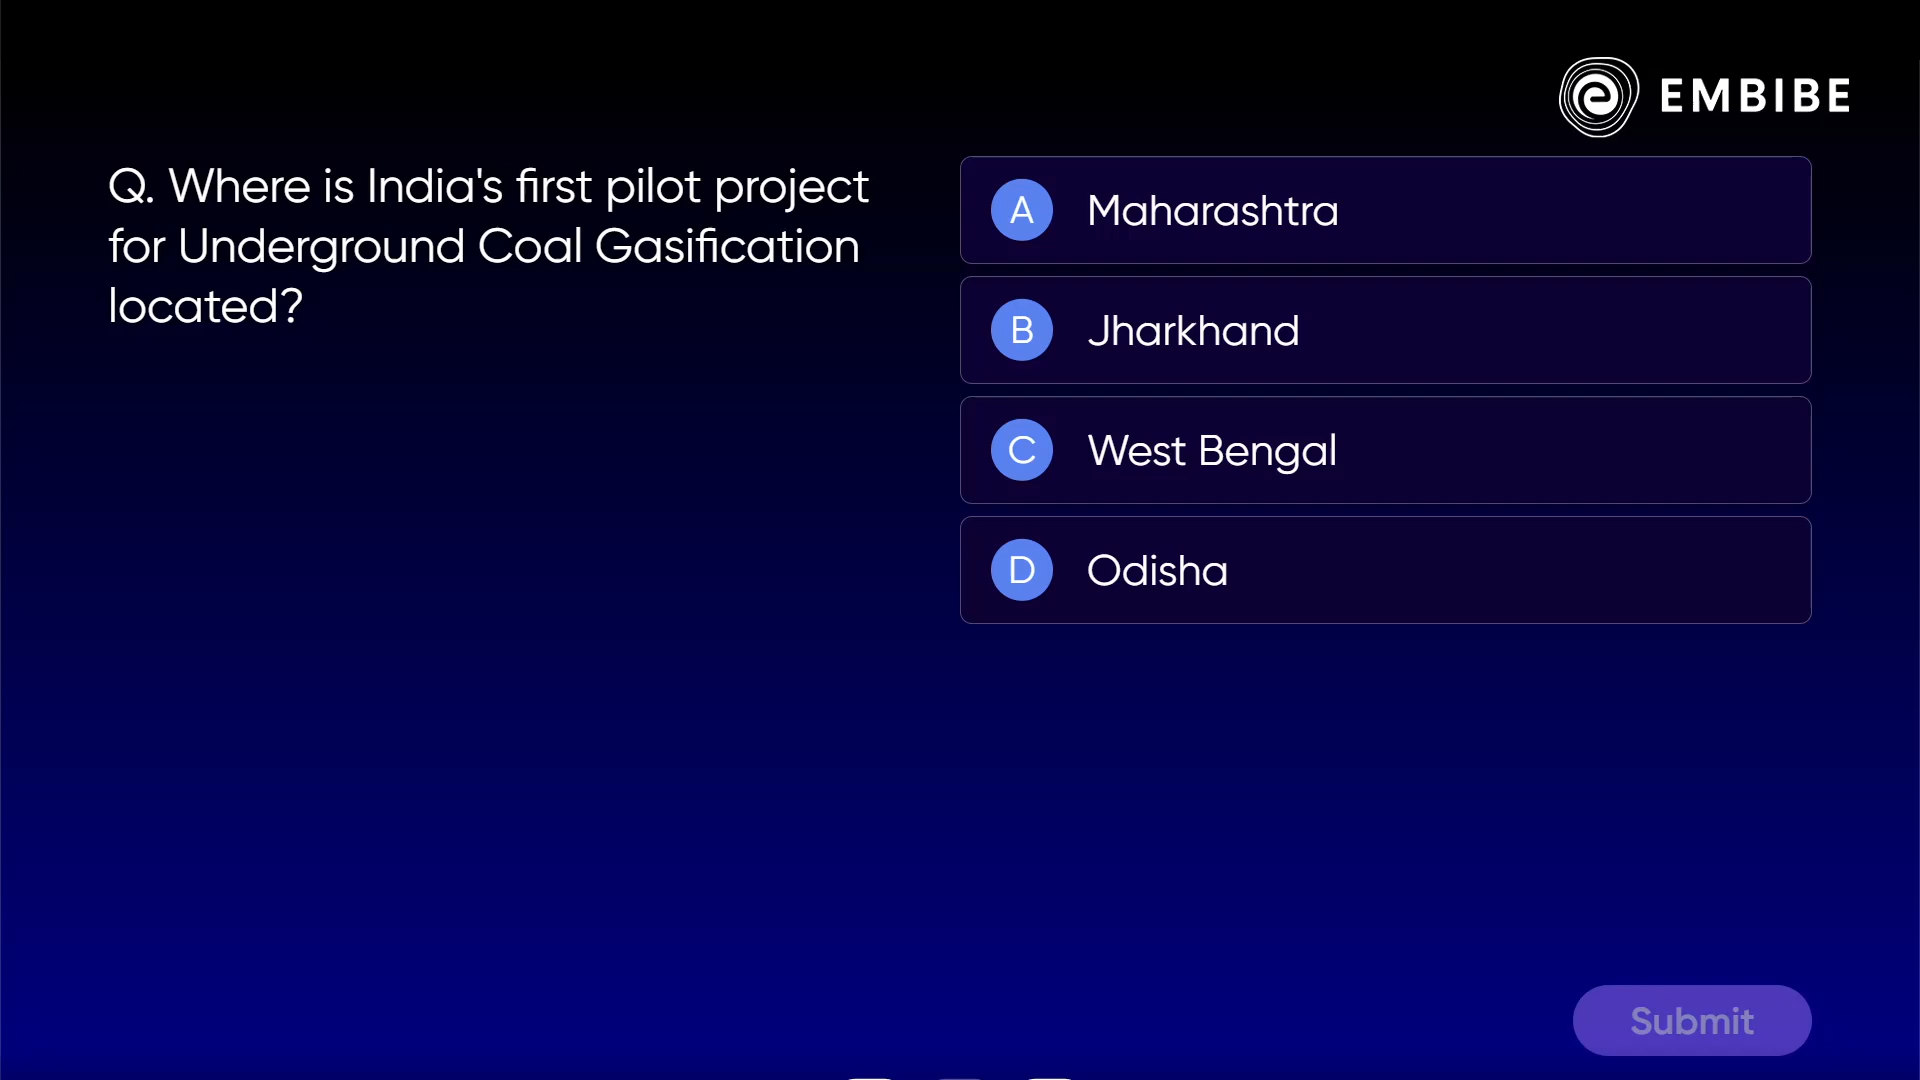 EMBIBE
Q. Where is India's first pilot project
for Underground Coal Gasification
located?
A Maharashtra
B Jharkhand
C West Bengal
D Odisha
Submit